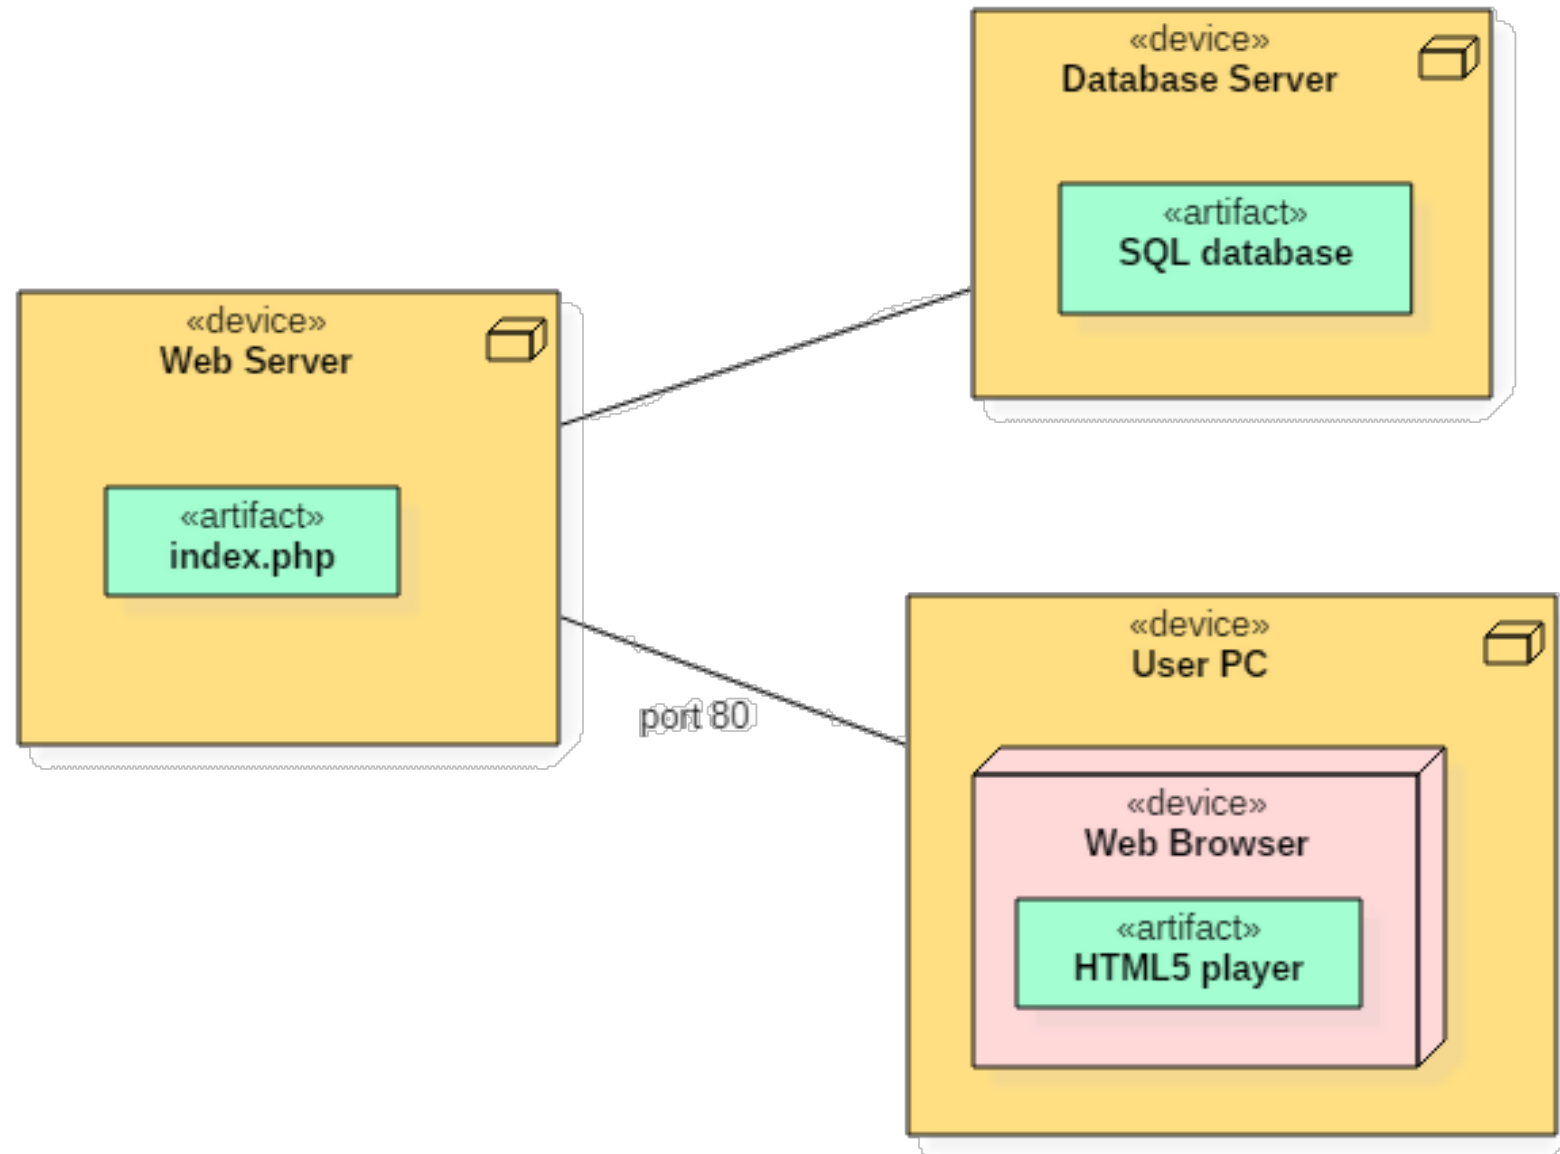 «device»
Database Server
«artifact»
SQL database
«device»
Web Server
«artifact»
index.php
port 80
«device»
User PC
«device»
Web Browser
«artifact»
HTML5 player